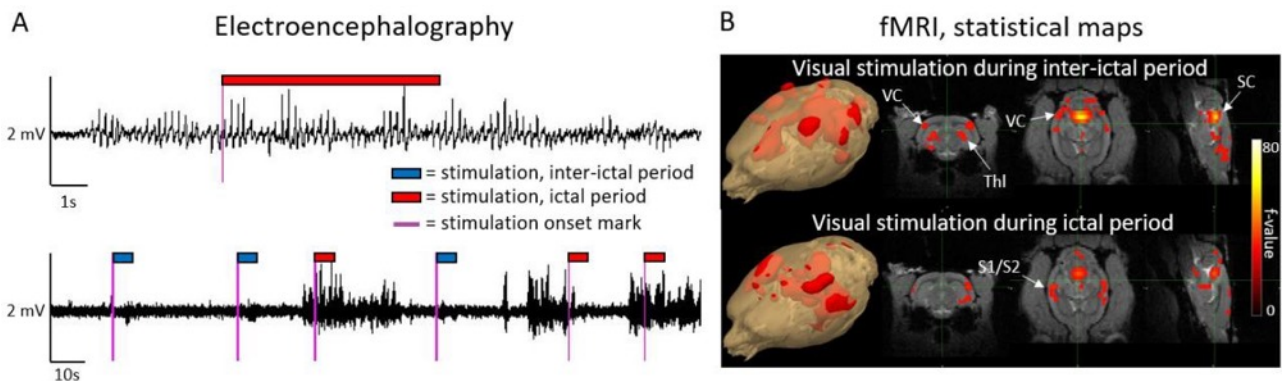 A
Electroencephalography
2 mV
1s
= stimulation, inter-ictal period
= stimulation, ictal period
= stimulation onset mark
2 mV
10s
B
fMRI, statistical maps
Visual stimulation during inter-ictal period
VC
VC
SC
Thl
80
f-value
0
Visual stimulation during ictal period
S1/S2